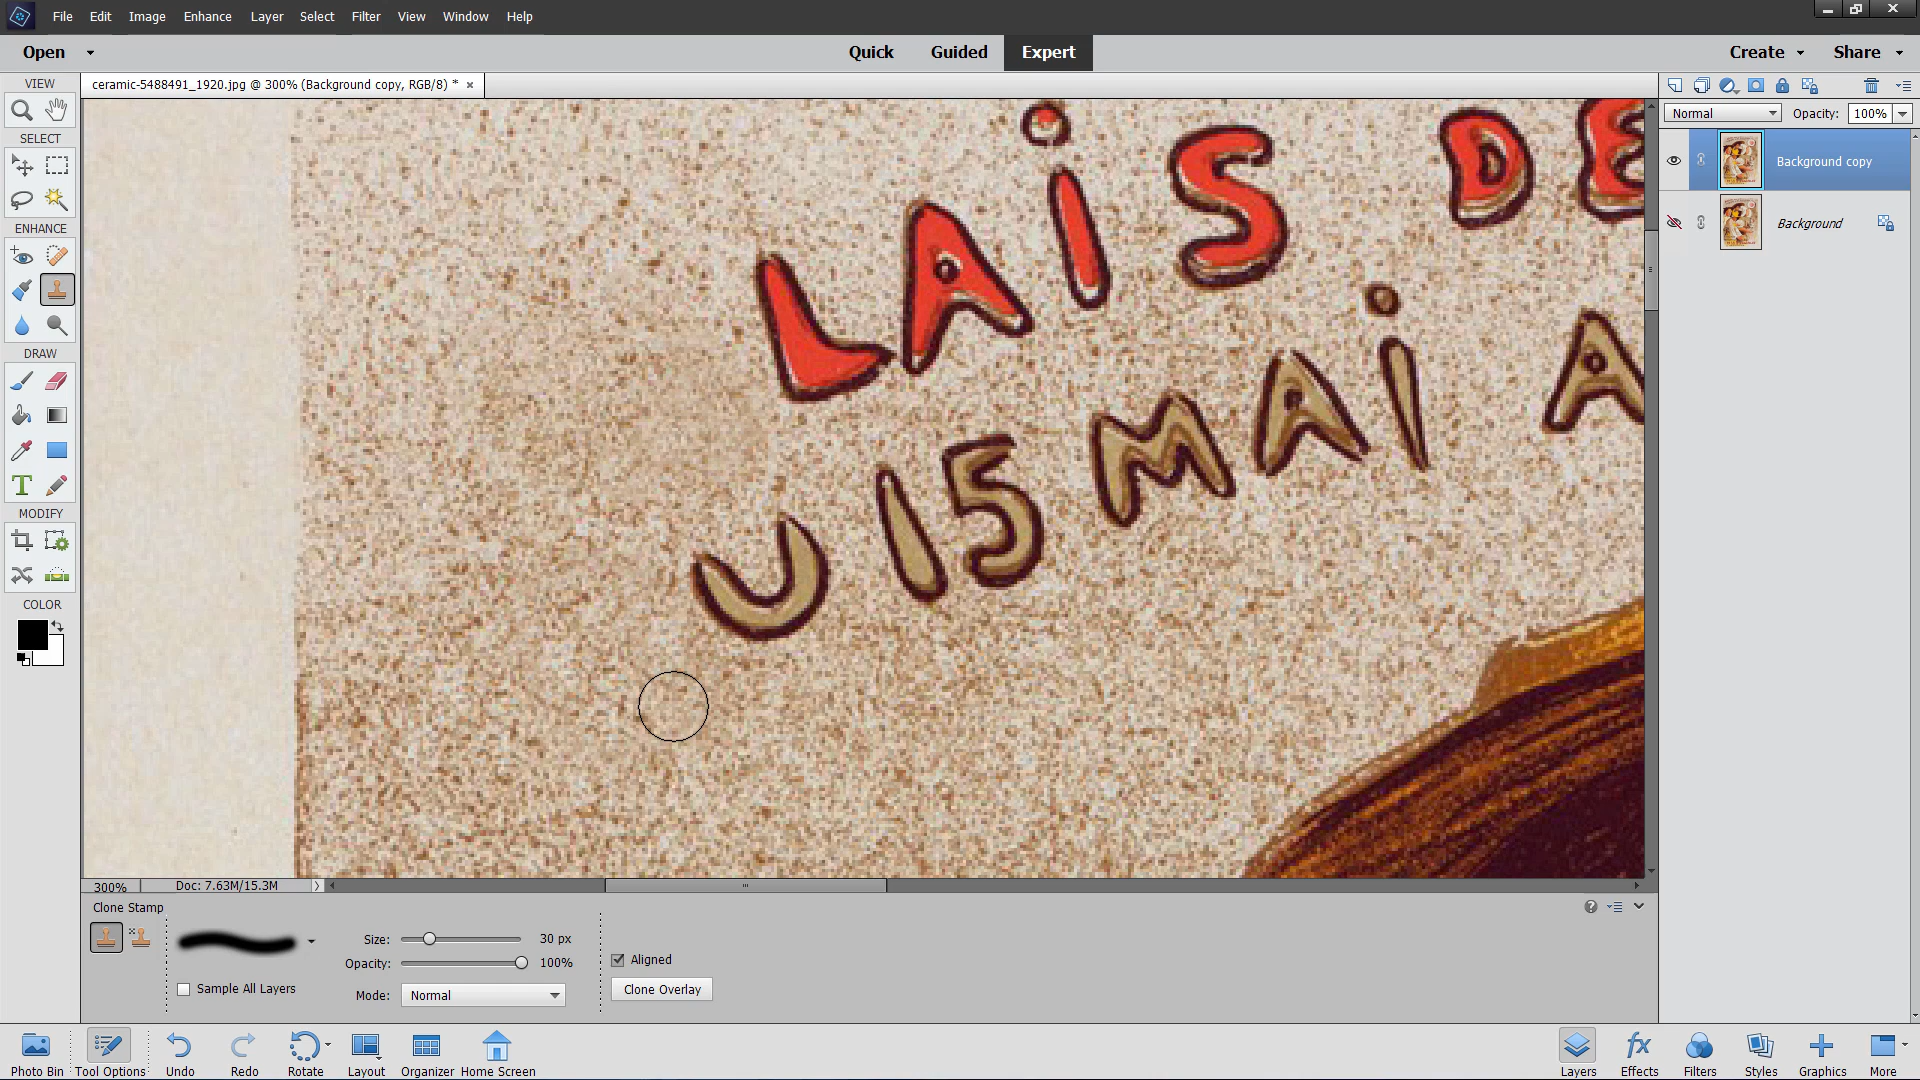 File Edit Image Enhance Layer Select Filter View Window Help
Open Quick Guided Expert Create Share
VIEW
ceramic-5488491_1920.jpg @ 300% (Background copy, RGB/8) *
Normal Opacity: 100%
SELECT
Background copy
Background
ENHANCE
DRAW
MODIFY
COLOR
LAiS DE
U 15 MAi A
300% Doc: 7.63M/15.3M
Clone Stamp
Size: 30 px
Opacity: 100%
Aligned
Sample All Layers
Mode: Normal
Clone Overlay
Photo Bin Tool Options Undo Redo Rotate Layout Organizer Home Screen Layers Effects Filters Styles Graphics More